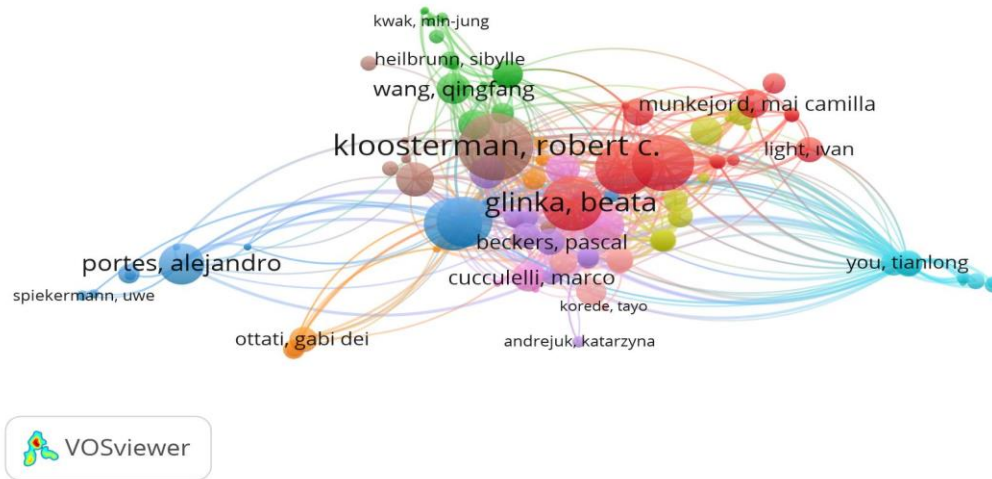 kwak, min-jung
heilbrunn, sibylle
wang, qingfang
munkejord, mai camilla
kloosterman, robert c.
light, ivan
glinka, beata
beckers, pascal
portes, alejandro
you, tianlong
cucculelli, marco
spiekermann, uwe
korede, tayo
ottati, gabi dei
andrejuk, katarzyna
VOSviewer